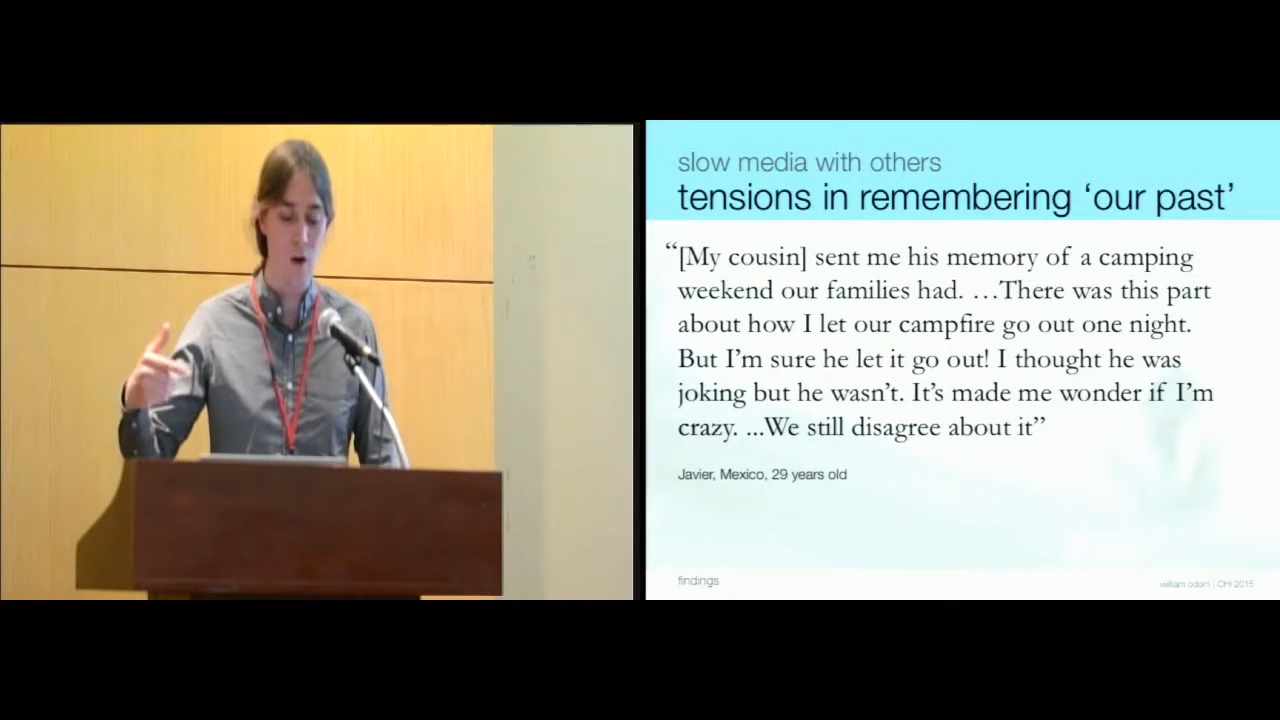 slow media with others
tensions in remembering ‘our past’
“[My cousin] sent me his memory of a camping
weekend our families had. …There was this part
about how I let our campfire go out one night.
But I’m sure he let it go out! I thought he was
joking but he wasn’t. It’s made me wonder if I’m
crazy. ...We still disagree about it”
Javier, Mexico, 29 years old
findings
william odom | CHI 2015